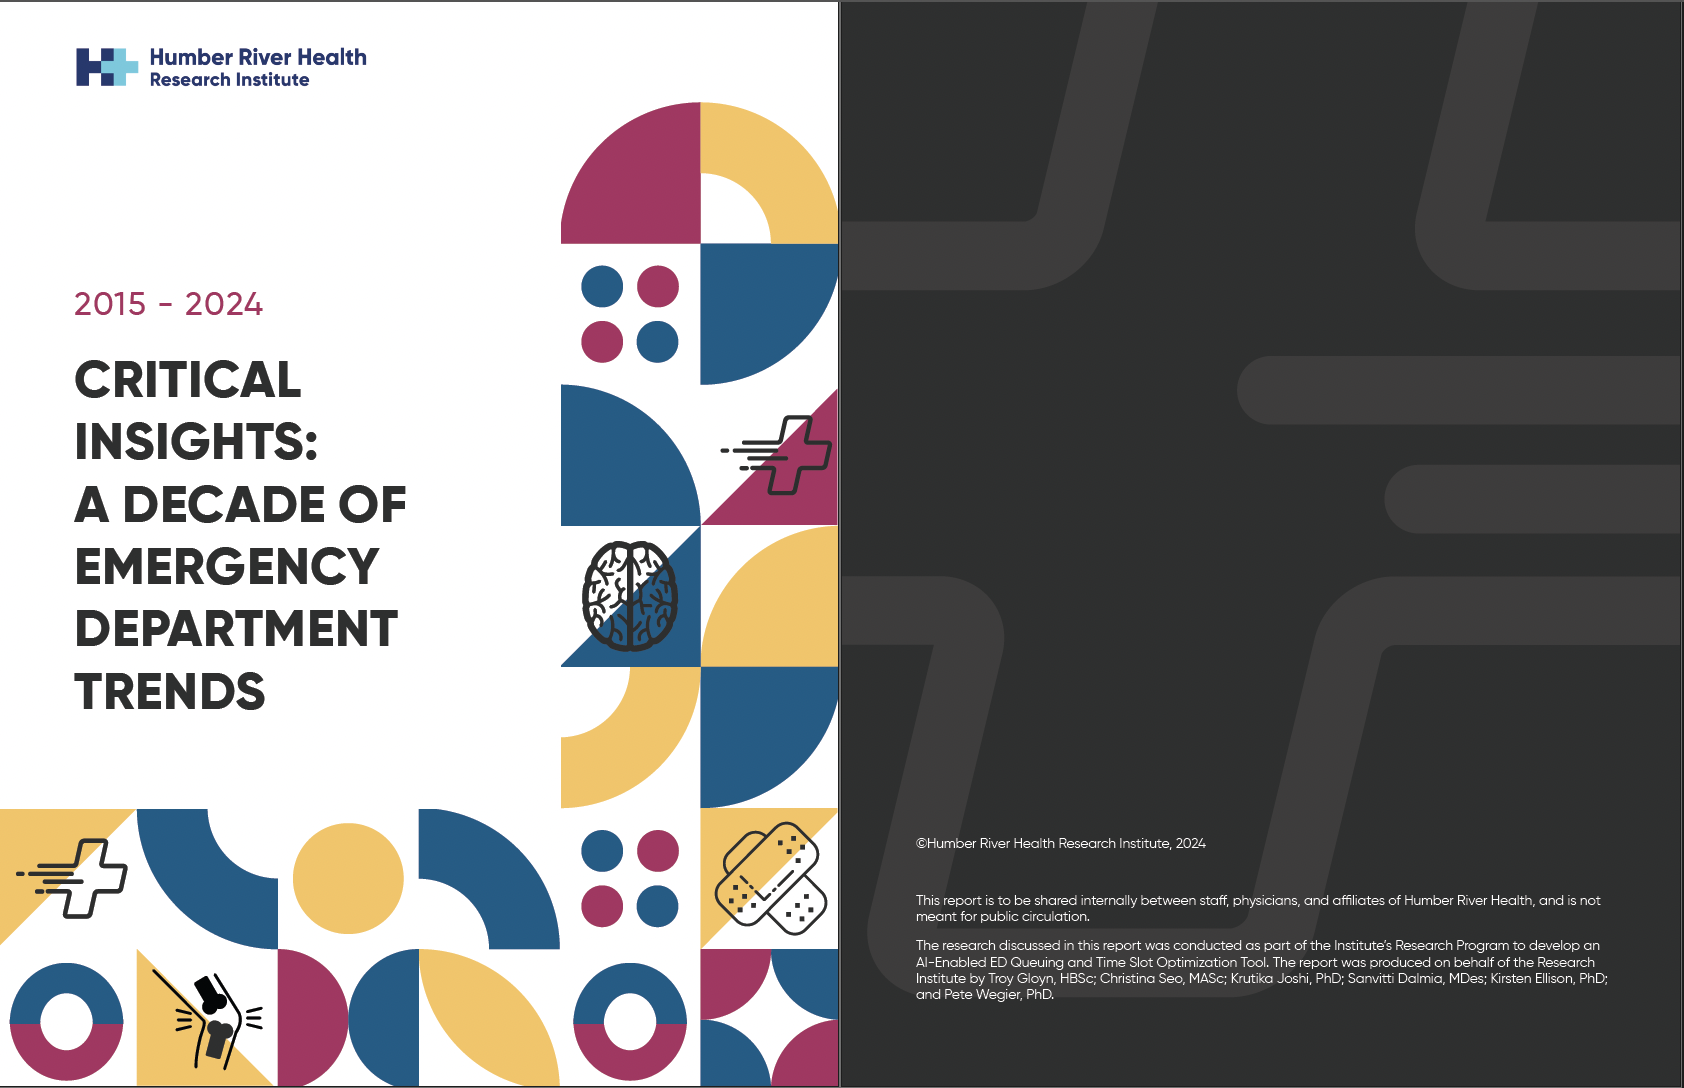 Humber River Health
Research Institute
2015 - 2024
CRITICAL
INSIGHTS:
A DECADE OF
EMERGENCY
DEPARTMENT
TRENDS
©Humber River Health Research Institute, 2024
This report is to be shared internally between staff, physicians, and affiliates of Humber River Health, and is not
meant for public circulation.
The research discussed in this report was conducted as part of the Institute's Research Program to develop an
AI-Enabled ED Queuing and Time Slot Optimization Tool. The report was produced on behalf of the Research
Institute by Troy Gloyn, HBSc; Christina Seo, MASc; Krutika Joshi, PhD; Sanvitti Dalmia, MDes; Kirsten Ellison, PhD;
and Pete Wegier, PhD.